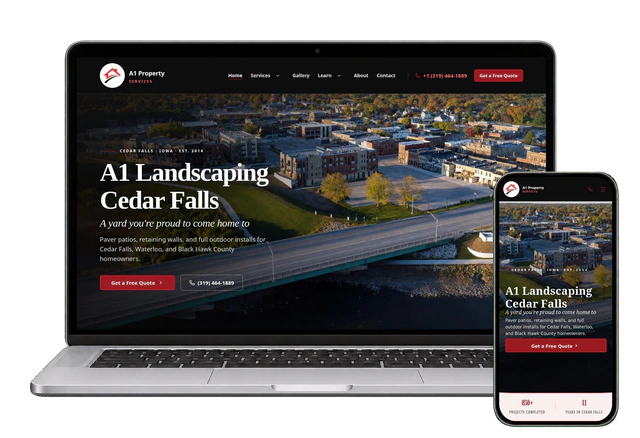 A1 Property
SERVICES
Home Services Gallery Learn About Contact
+1 (319) 464-1889
Get a Free Quote
CEDAR FALLS · IOWA · EST. 2014
A1 Landscaping
Cedar Falls
A yard you're proud to come home to
Paver patios, retaining walls, and full outdoor installs for
Cedar Falls, Waterloo, and Black Hawk County
homeowners.
Get a Free Quote
(319) 464-1889
A1 Property
SERVICES
CEDAR FALLS · IOWA · EST. 2014
A1 Landscaping
Cedar Falls
A yard you're proud to come home to
Paver patios, retaining walls, and full
outdoor installs for Cedar Falls, Waterloo,
and Black Hawk County homeowners.
Get a Free Quote
850+
PROJECTS COMPLETED
11
YEARS IN CEDAR FALLS